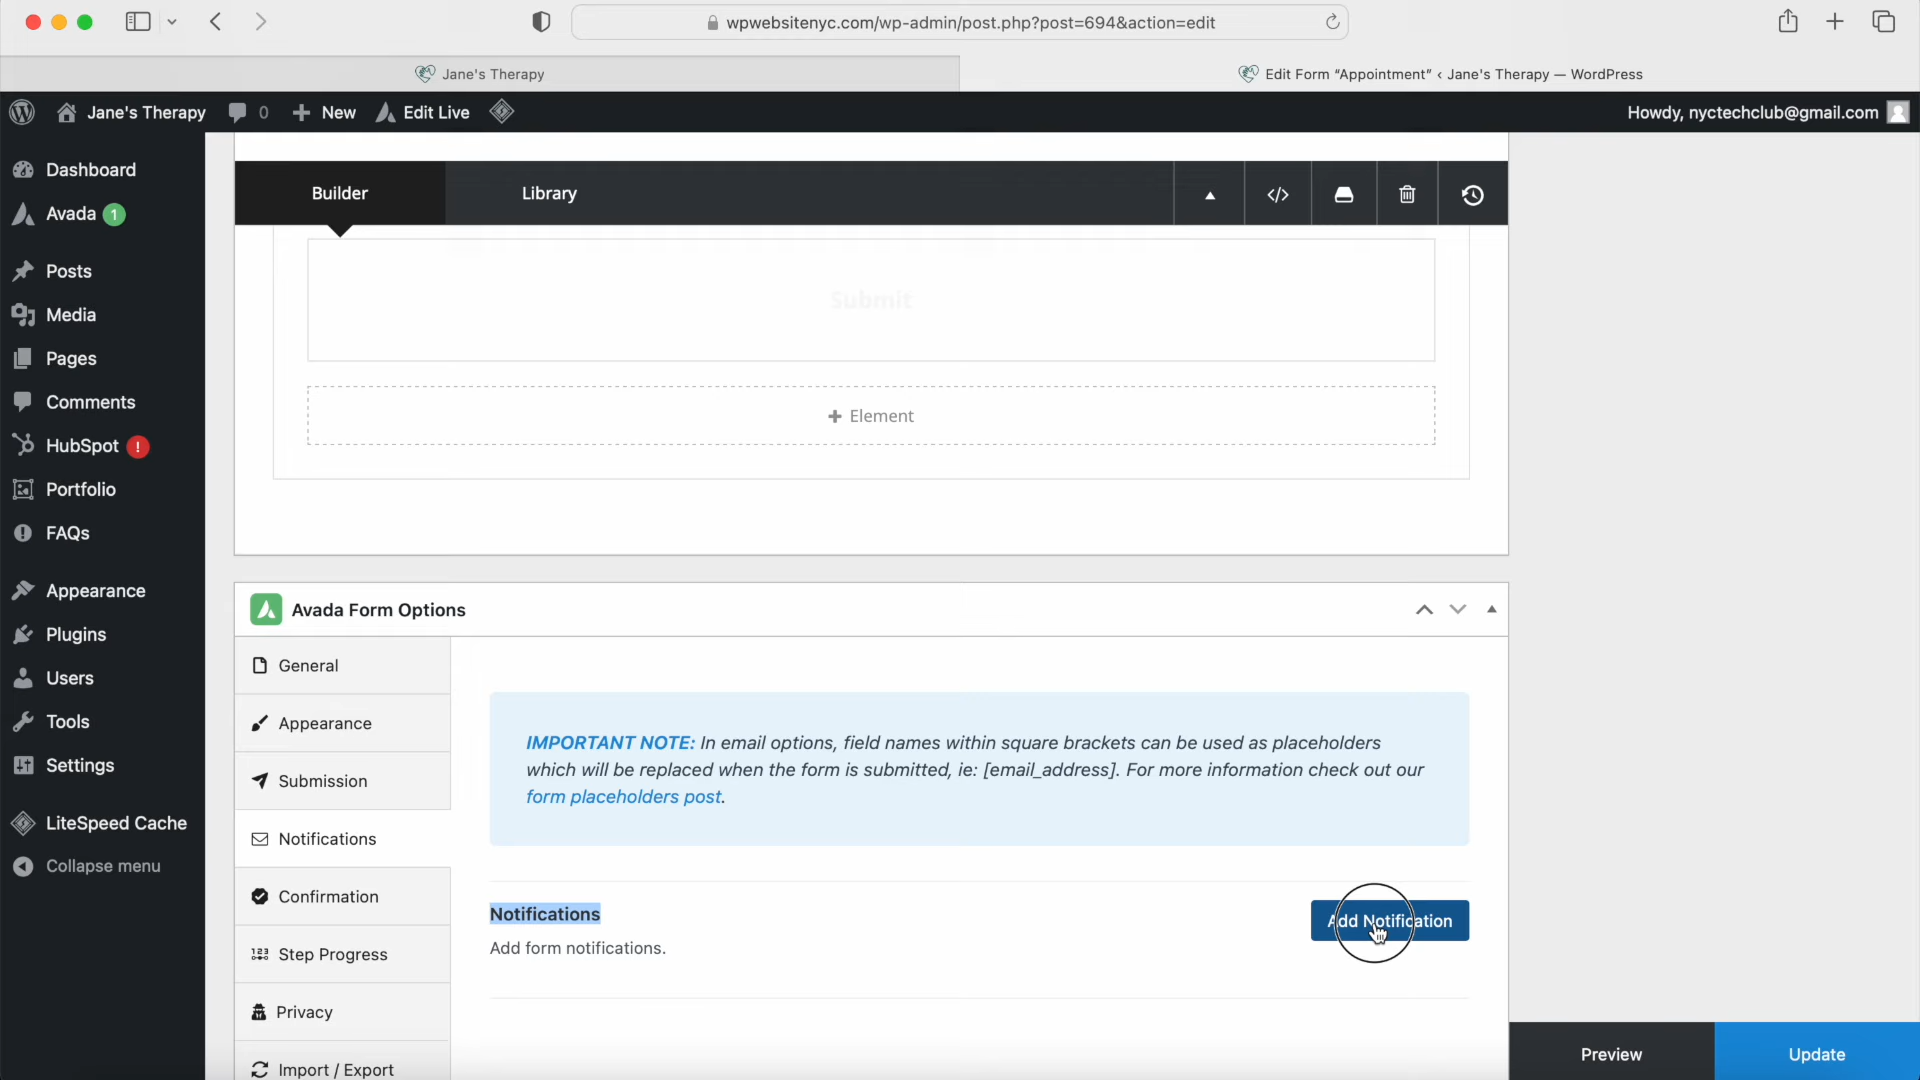 wpwebsitenyc.com/wp-admin/post.php?post=694&action=edit
Jane's Therapy
Edit Form "Appointment" ‹ Jane's Therapy — WordPress
Jane's Therapy
0
New
Edit Live
Howdy, nyctechclub@gmail.com
Dashboard
Avada 1
Posts
Media
Pages
Comments
HubSpot !
Portfolio
FAQs
Appearance
Plugins
Users
Tools
Settings
LiteSpeed Cache
Collapse menu
Builder
Library
</>
Submit
+ Element
Avada Form Options
General
Appearance
Submission
Notifications
Confirmation
123 Step Progress
Privacy
Import / Export
IMPORTANT NOTE: In email options, field names within square brackets can be used as placeholders
which will be replaced when the form is submitted, ie: [email_address]. For more information check out our
form placeholders post.
Notifications
Add form notifications.
Add Notification
Preview
Update